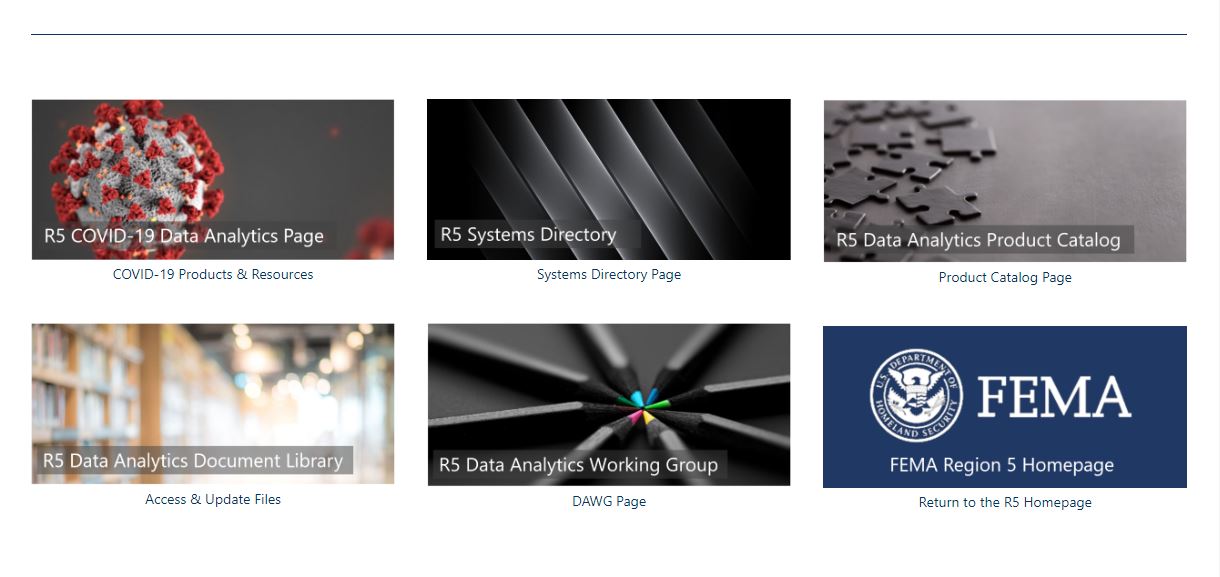 R5 COVID-19 Data Analytics Page
COVID-19 Products & Resources
R5 Systems Directory
Systems Directory Page
R5 Data Analytics Product Catalog
Product Catalog Page
R5 Data Analytics Document Library
Access & Update Files
R5 Data Analytics Working Group
DAWG Page
U.S. DEPARTMENT OF
HOMELAND SECURITY
FEMA
FEMA Region 5 Homepage
Return to the R5 Homepage